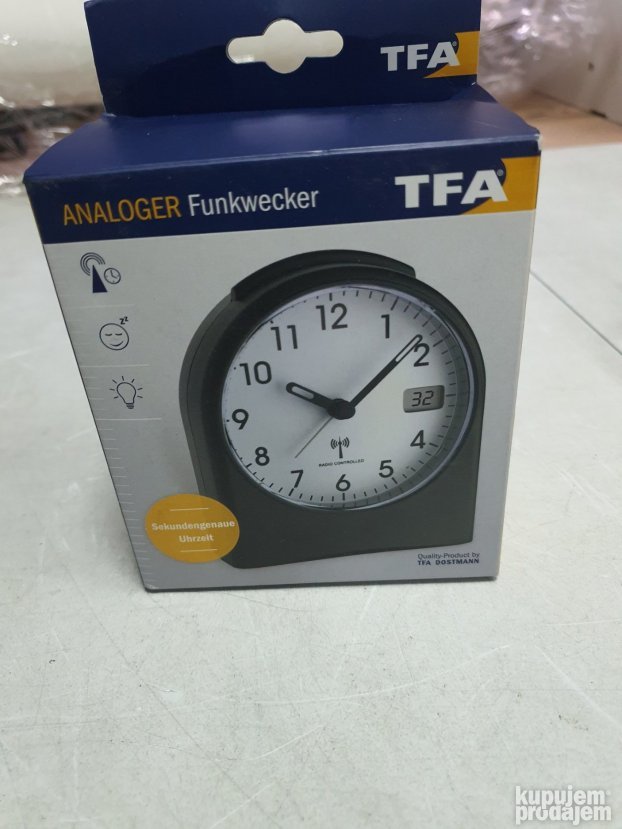 TFA
ANALOGER Funkwecker
TFA
zz
12
11
1
10
2
9
32
8
4
7
5
6
RADIO CONTROLLED
Sekundengenaue
Uhrzeit
Quality-Product by
TFA DOSTMANN
kupujem
prodajem